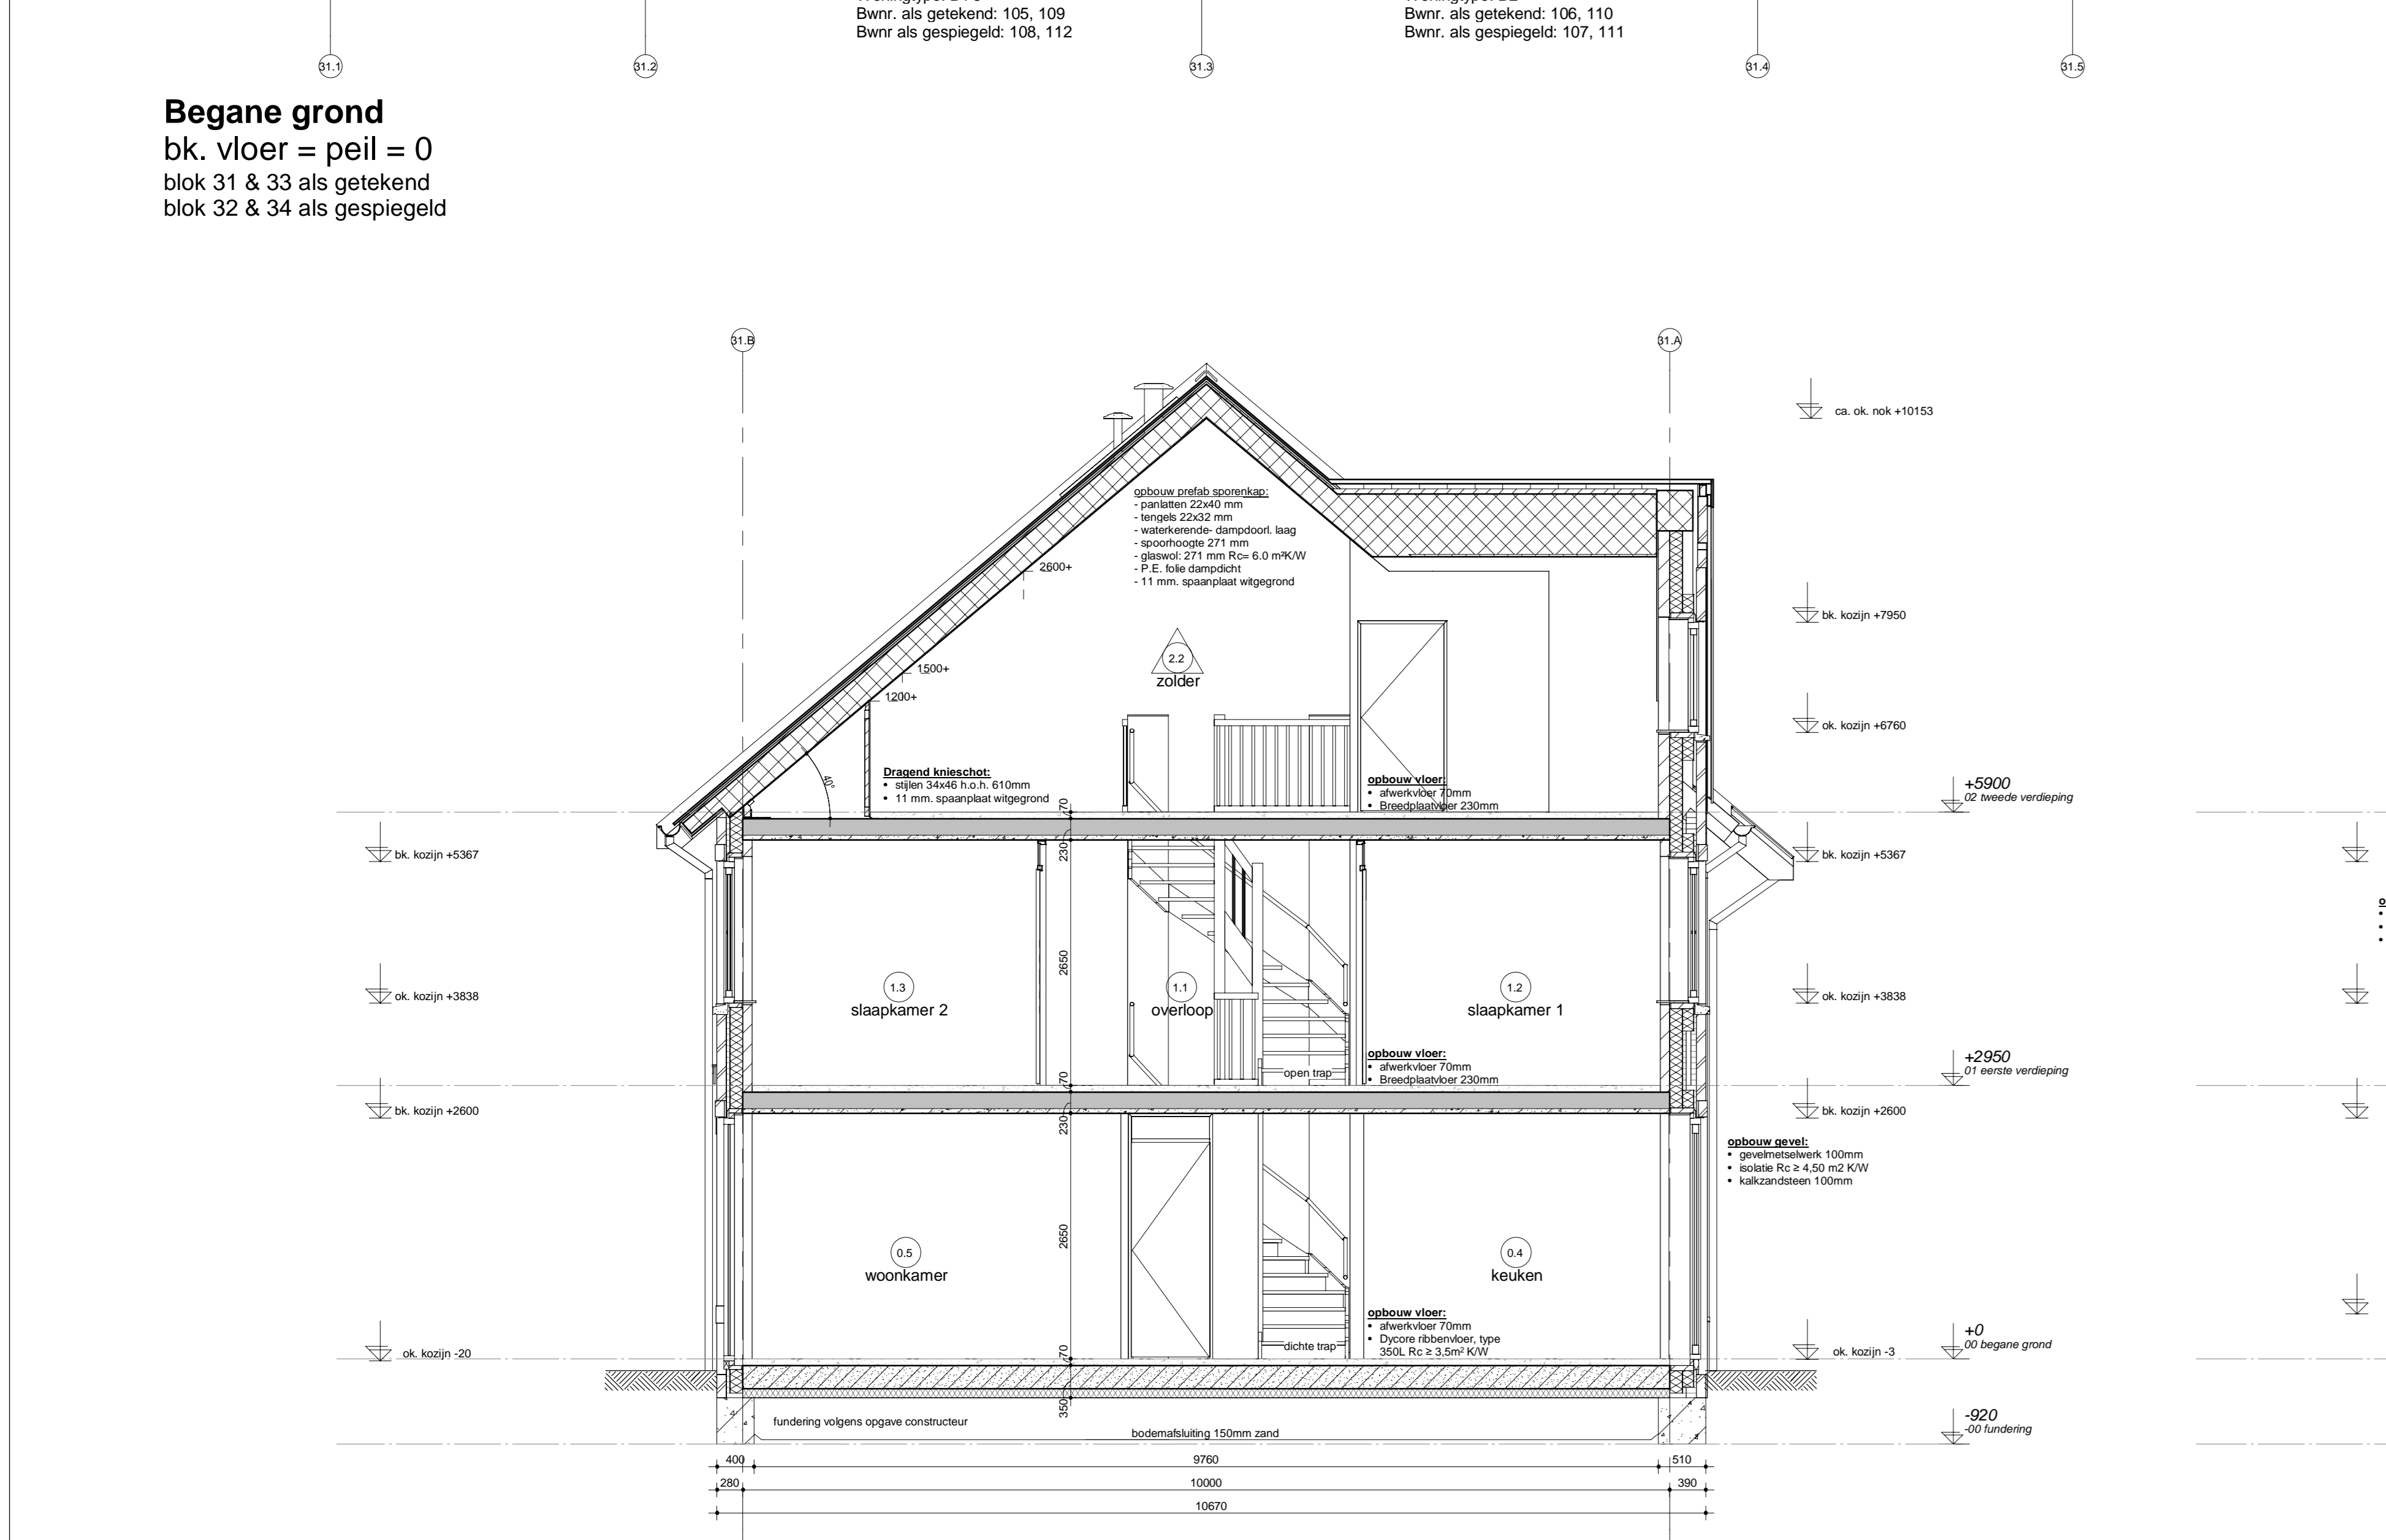 Bwnr. als getekend: 105, 109
Bwnr als gespiegeld: 108, 112
Bwnr. als getekend: 106, 110
Bwnr. als gespiegeld: 107, 111
31.1
31.2
31.3
31.4
31.5
Begane grond
bk. vloer = peil = 0
blok 31 & 33 als getekend
blok 32 & 34 als gespiegeld
31.B
31.A
ca. ok. nok +10153
opbouw prefab sporenkap:
- panlatten 22x40 mm
- tengels 22x32 mm
- waterkerende- dampdoorl. laag
- spoorhoogte 271 mm
- glaswol: 271 mm Rc= 6.0 m²K/W
- P.E. folie dampdicht
- 11 mm. spaanplaat witgegrond
2600+
1500+
1200+
2.2
zolder
bk. kozijn +7950
ok. kozijn +6760
40°
Dragend knieschot:
• stijlen 34x46 h.o.h. 610mm
• 11 mm. spaanplaat witgegrond
opbouw vloer:
• afwerkvloer 70mm
• Breedplaatvloer 230mm
+5900
02 tweede verdieping
70
230
bk. kozijn +5367
bk. kozijn +5367
2650
1.3
slaapkamer 2
1.1
overloop
1.2
slaapkamer 1
ok. kozijn +3838
ok. kozijn +3838
open trap
opbouw vloer:
• afwerkvloer 70mm
• Breedplaatvloer 230mm
+2950
01 eerste verdieping
70
230
bk. kozijn +2600
bk. kozijn +2600
opbouw gevel:
• gevelmetselwerk 100mm
• isolatie Rc ≥ 4,50 m2 K/W
• kalkzandsteen 100mm
2650
0.5
woonkamer
0.4
keuken
dichte trap
opbouw vloer:
• afwerkvloer 70mm
• Dycore ribbenvloer, type
350L Rc ≥ 3,5m² K/W
ok. kozijn -20
ok. kozijn -3
+0
00 begane grond
70
350
fundering volgens opgave constructeur
bodemafsluiting 150mm zand
-920
-00 fundering
400
9760
510
280
10000
390
10670